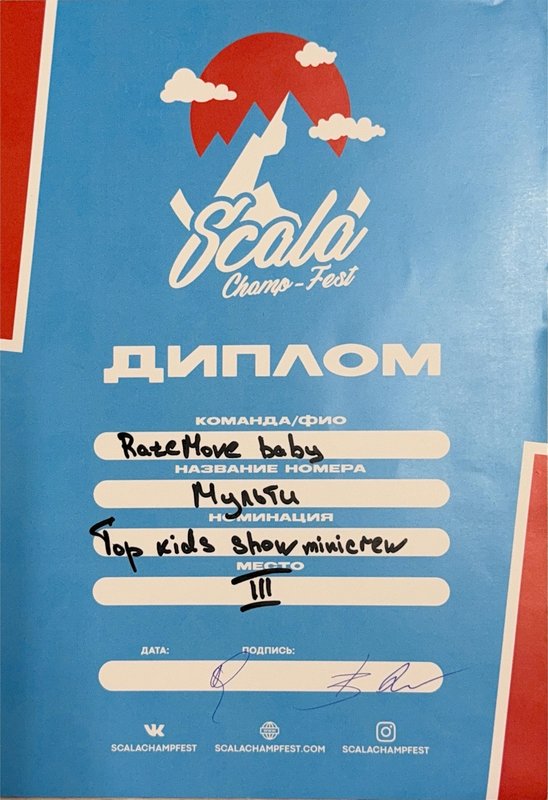 Scala
Champ-Fest
ДИПЛОМ
КОМАНДА/ФИО
RateMove baby
НАЗВАНИЕ НОМЕРА
Мульти
НОМИНАЦИЯ
Top kids show minicrew
МЕСТО
III
ДАТА: ПОДПИСЬ:
SCALACHAMPFEST SCALACHAMPFEST.COM SCALACHAMPFEST